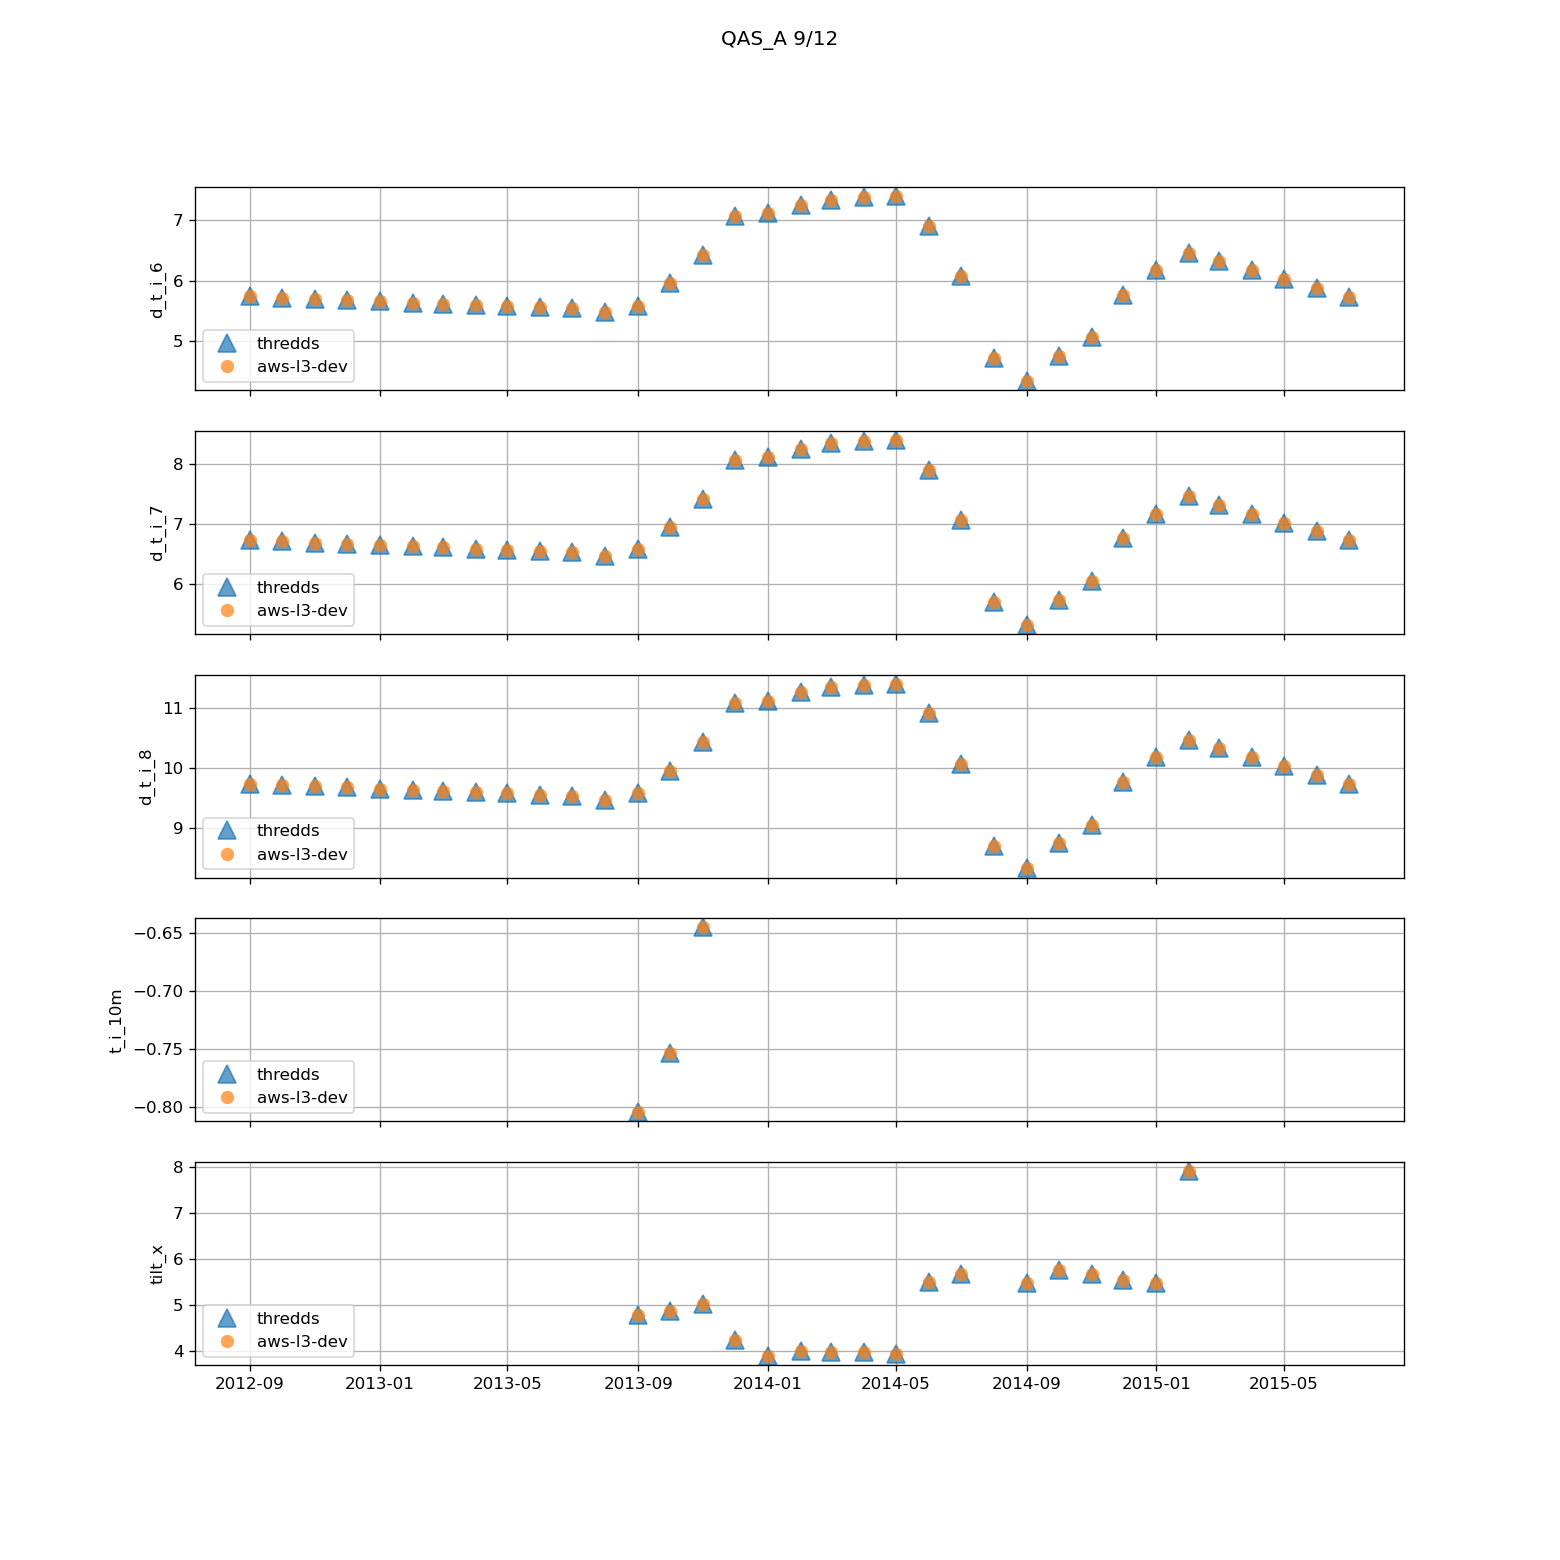 QAS_A 9/12
7
6
5
d_t_i_6
thredds
aws-l3-dev
8
7
6
d_t_i_7
thredds
aws-l3-dev
11
10
9
d_t_i_8
thredds
aws-l3-dev
−0.65
−0.70
−0.75
−0.80
t_i_10m
thredds
aws-l3-dev
8
7
6
5
4
tilt_x
thredds
aws-l3-dev
2012-09 2013-01 2013-05 2013-09 2014-01 2014-05 2014-09 2015-01 2015-05